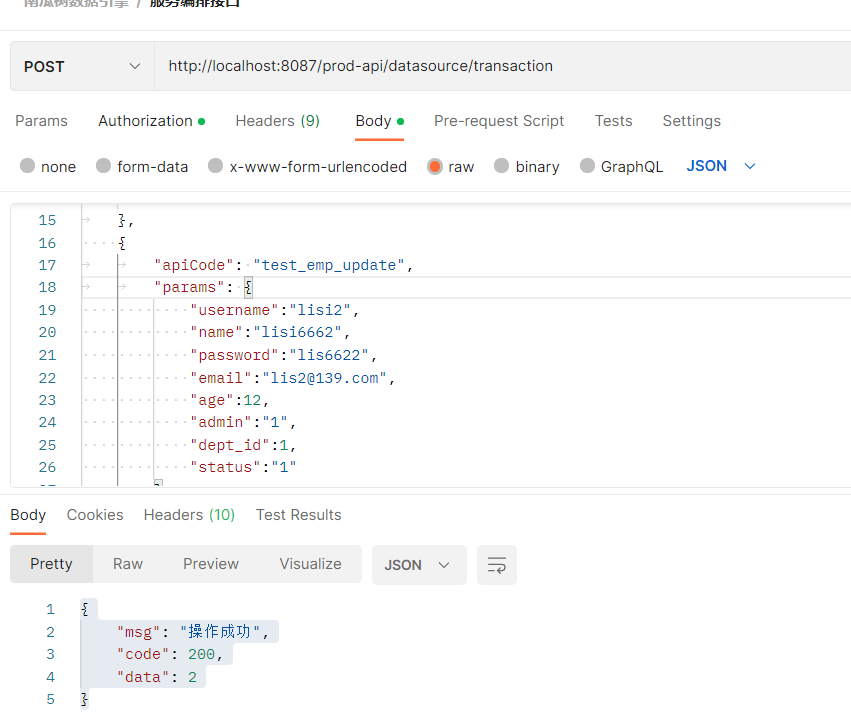 南瓜树数据引擎 / 服务编排接口
POST http://localhost:8087/prod-api/datasource/transaction
Params Authorization Headers (9) Body Pre-request Script Tests Settings
none form-data x-www-form-urlencoded raw binary GraphQL JSON
15 },
16 {
17 "apiCode": "test_emp_update",
18 "params": {
19 "username":"lisi2",
20 "name":"lisi6662",
21 "password":"lis6622",
22 "email":"lis2@139.com",
23 "age":12,
24 "admin":"1",
25 "dept_id":1,
26 "status":"1"
Body Cookies Headers (10) Test Results
Pretty Raw Preview Visualize JSON
1 {
2 "msg": "操作成功",
3 "code": 200,
4 "data": 2
5 }